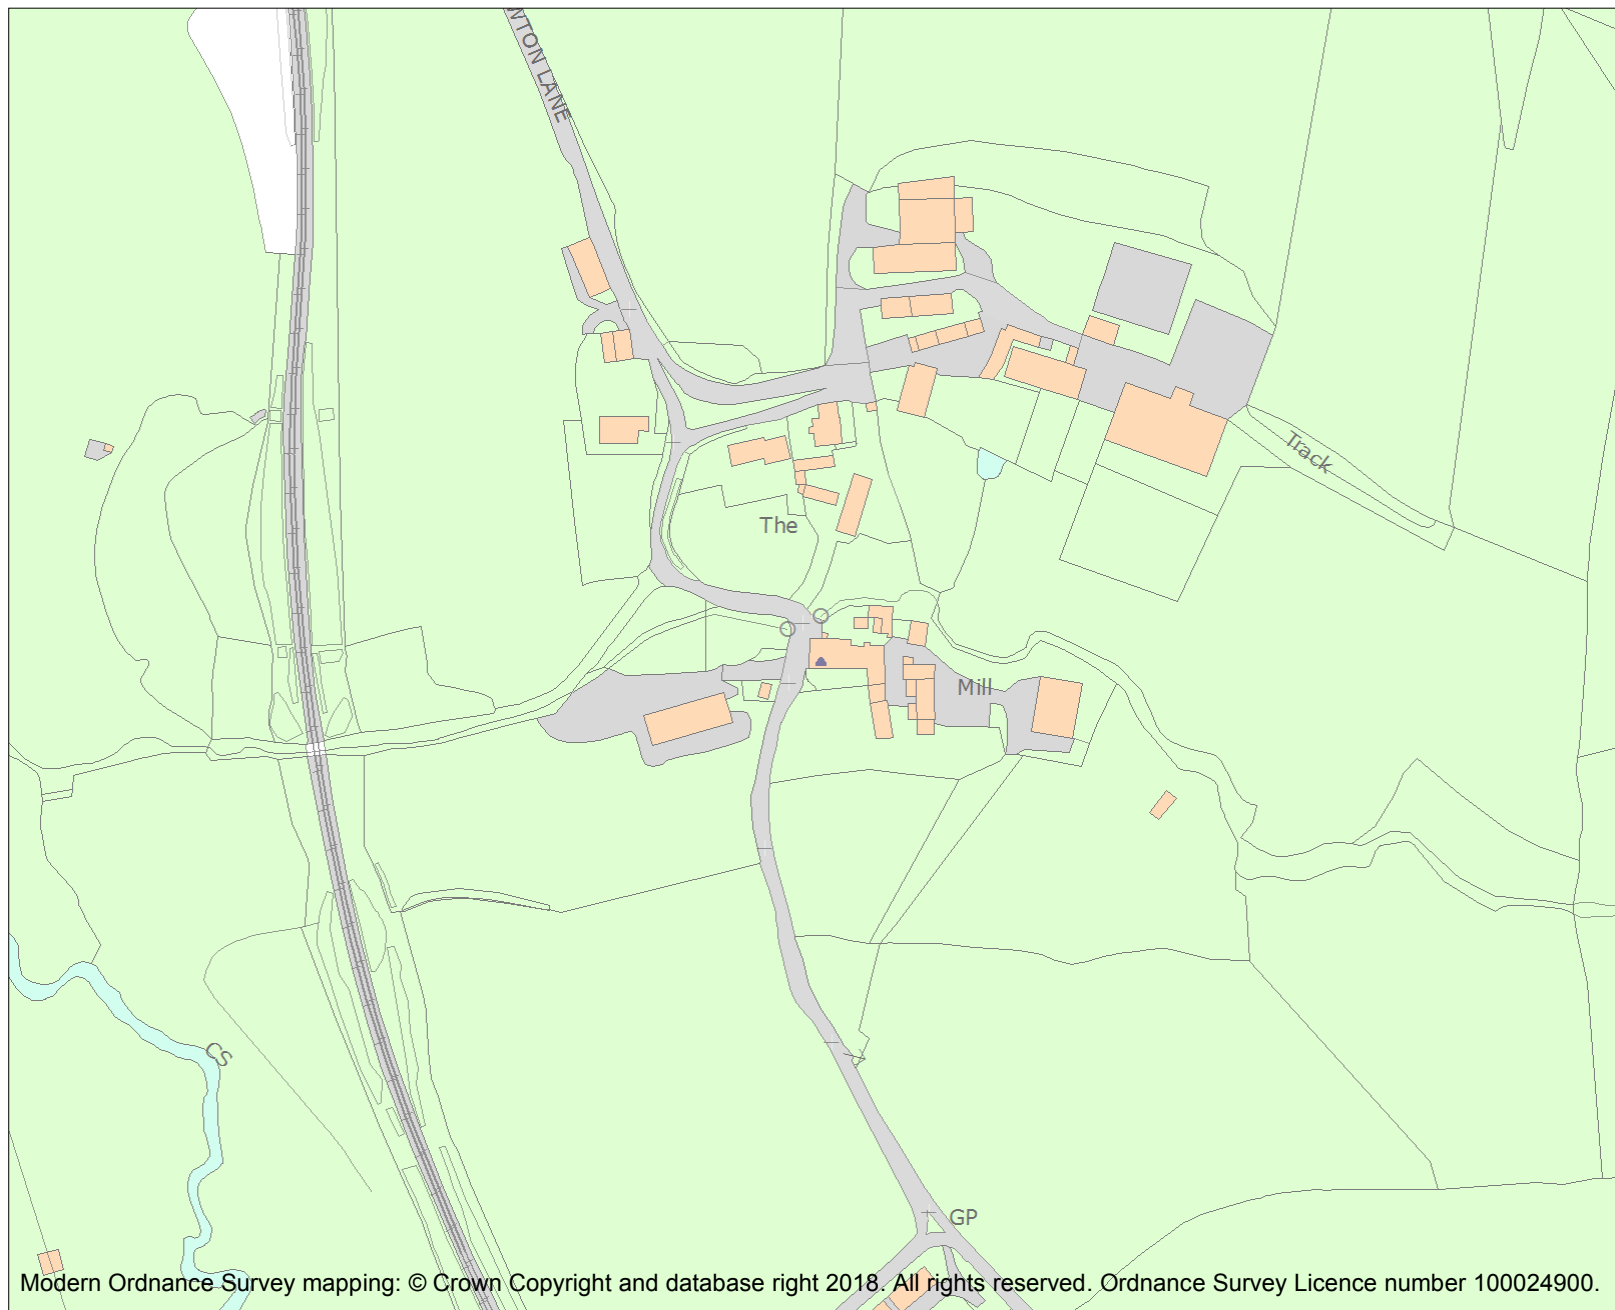 WTON LANE
Track
The
Mill
CS
GP
Modern Ordnance Survey mapping: © Crown Copyright and database right 2018. All rights reserved. Ordnance Survey Licence number 100024900.